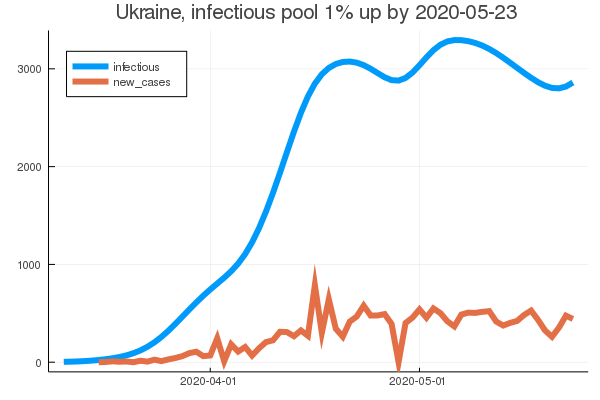 Ukraine, infectious pool 1% up by 2020-05-23
infectious
new_cases
3000
2000
1000
0
2020-04-01
2020-05-01